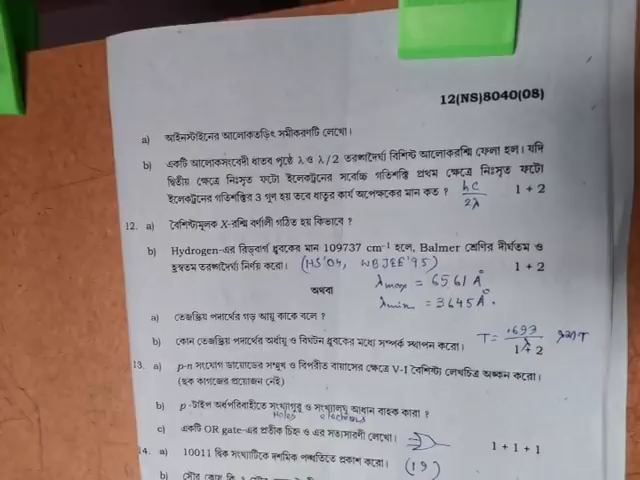 12(NS)8040(08)
a) আইনস্টাইনের আলোকতড়িৎ সমীকরণটি লেখো।
b) একটি আলোকসংবেদী ধাতব পৃষ্ঠে λ ও λ/2 তরঙ্গদৈর্ঘ্য বিশিষ্ট আলোকরশ্মি ফেলা হল। যদি
দ্বিতীয় ক্ষেত্রে নিঃসৃত ফটো ইলেকট্রনের সর্বোচ্চ গতিশক্তি প্রথম ক্ষেত্রে নিঃসৃত ফটো
ইলেকট্রনের গতিশক্তির 3 গুণ হয় তবে ধাতুর কার্য অপেক্ষকের মান কত ? hc/2λ 1 + 2
12. a) বৈশিষ্ট্যমূলক X-রশ্মি বর্ণালী গঠিত হয় কিভাবে ?
b) Hydrogen-এর রিড্‌বার্গ ধ্রুবকের মান 109737 cm⁻¹ হলে, Balmer শ্রেণির দীর্ঘতম ও
হ্রস্বতম তরঙ্গদৈর্ঘ্য নির্ণয় করো। (HS'04, WBJEE'95) 1 + 2
অথবা λmax = 6561 Å
λmin = 3645Å.
a) তেজস্ক্রিয় পদার্থের গড় আয়ু কাকে বলে ?
b) কোন তেজস্ক্রিয় পদার্থের অর্ধায়ু ও বিঘটন ধ্রুবকের মধ্যে সম্পর্ক স্থাপন করো। T = .693/λ
1 + 2
13. a) p-n সংযোগ ডায়োডের সম্মুখ ও বিপরীত বায়াসের ক্ষেত্রে V-I বৈশিষ্ট্য লেখচিত্র অঙ্কন করো।
(ছক কাগজের প্রয়োজন নেই)
b) p-টাইপ অর্ধপরিবাহীতে সংখ্যাগুরু ও সংখ্যালঘু আধান বাহক কারা ?
Holes electrons
c) একটি OR gate-এর প্রতীক চিহ্ন ও এর সত্যসারণী লেখো। 1 + 1 + 1
14. a) 10011 দ্বিক সংখ্যাটিকে দশমিক পদ্ধতিতে প্রকাশ করো। (19)
b)